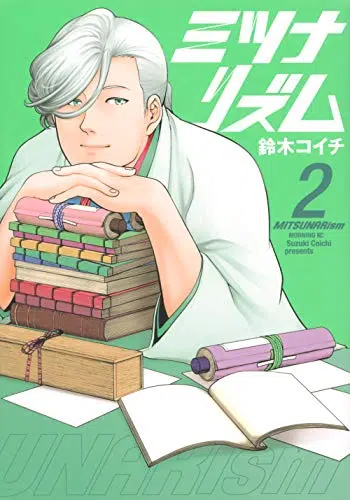 ミツナ
リズム
鈴木コイチ
2
MITSUNARism
MORNING KC
Suzuki Coichi
presents
UNARism